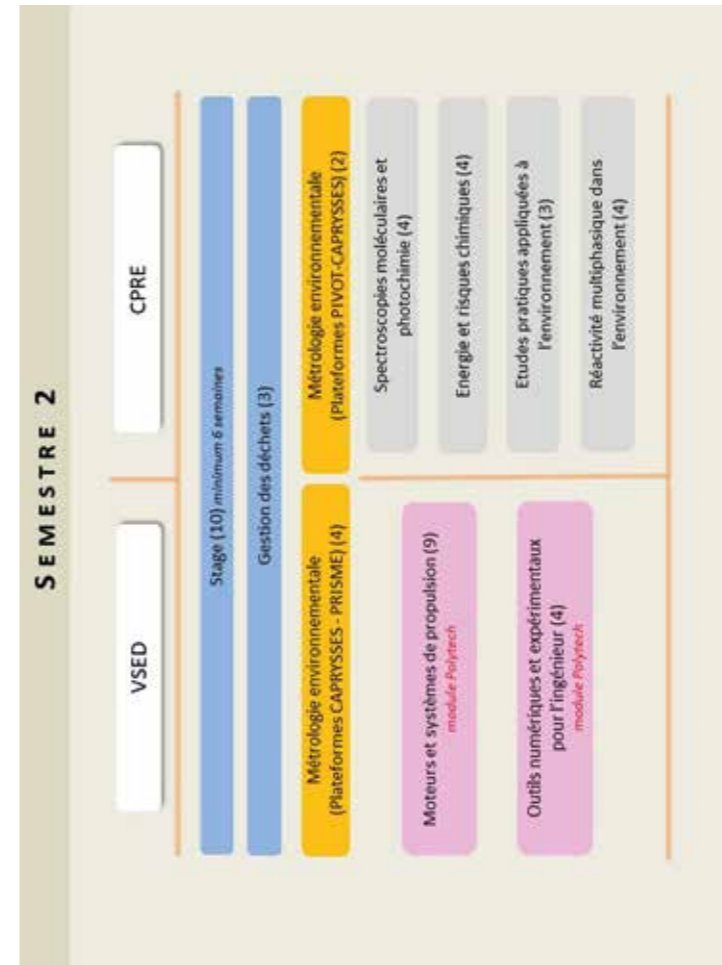 SEMESTRE 2
VSED
CPRE
Stage (10) minimum 6 semaines
Gestion des déchets (3)
Métrologie environnementale
(Plateformes CAPRYSSES - PRISME) (4)
Métrologie environnementale
(Plateformes PIVOT-CAPRYSSES) (2)
Moteurs et systèmes de propulsion (9)
module Polytech
Outils numériques et expérimentaux
pour l'ingénieur (4)
module Polytech
Spectroscopies moléculaires et
photochimie (4)
Energie et risques chimiques (4)
Etudes pratiques appliquées à
l'environnement (3)
Réactivité multiphasique dans
l'environnement (4)